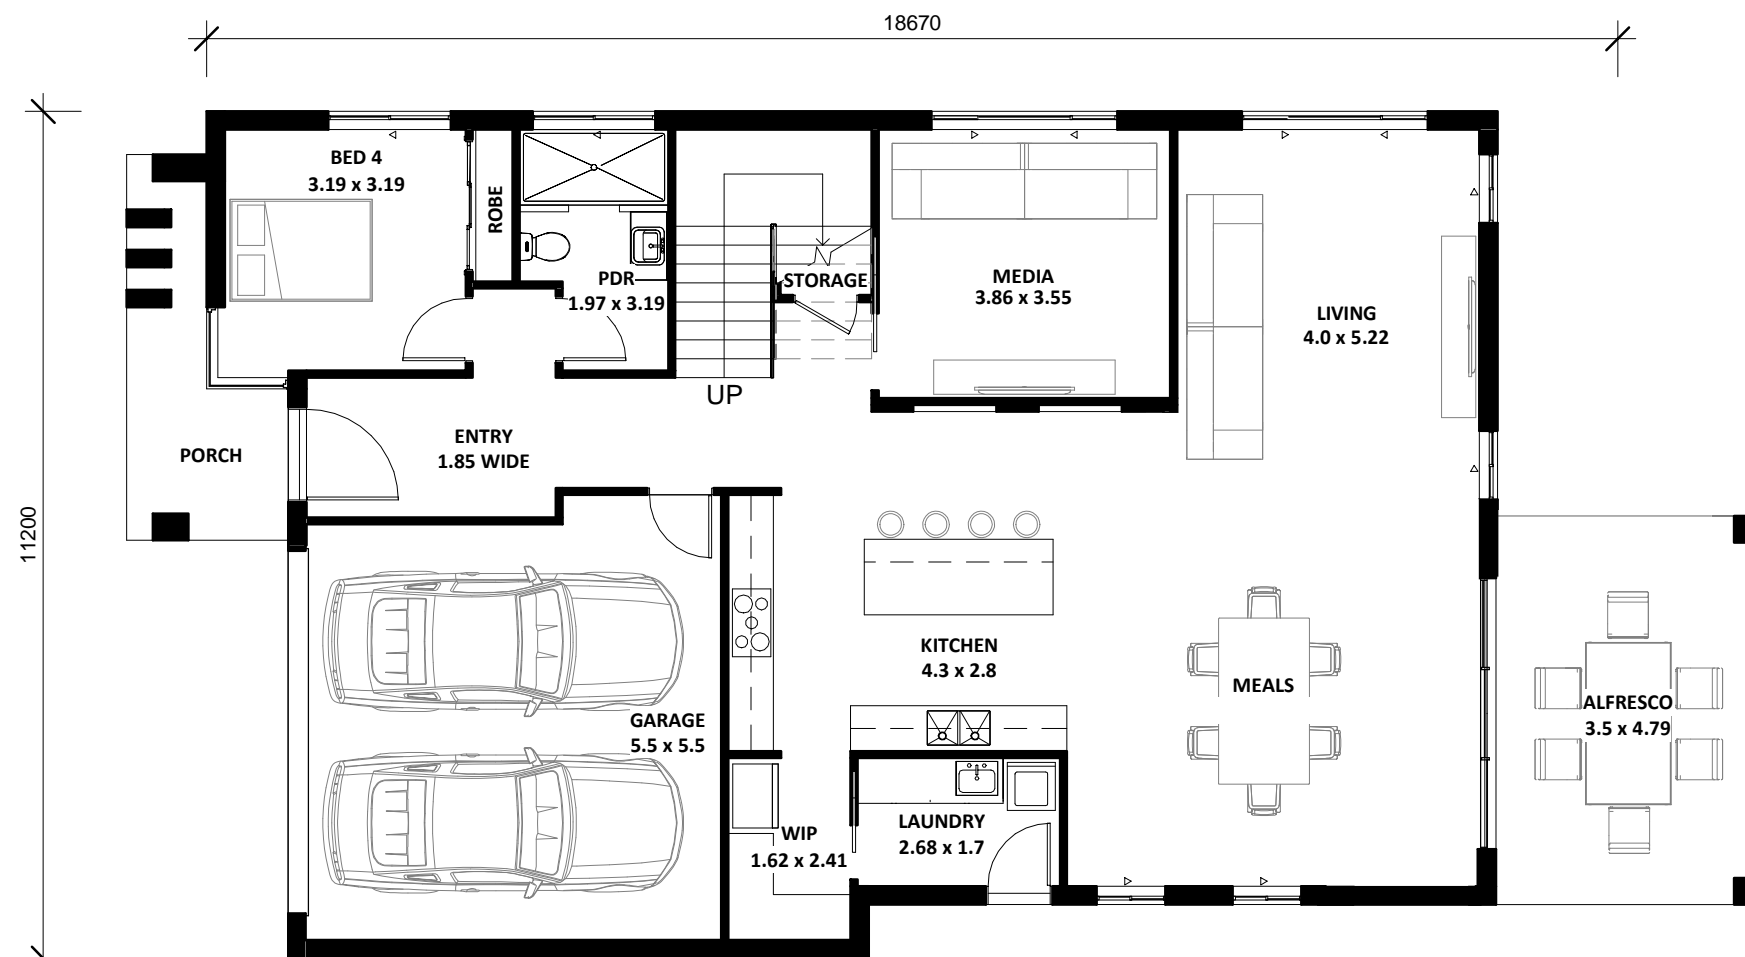 18670
11200
BED 4
3.19 x 3.19
ROBE
PDR
1.97 x 3.19
STORAGE
MEDIA
3.86 x 3.55
LIVING
4.0 x 5.22
UP
ENTRY
1.85 WIDE
PORCH
KITCHEN
4.3 x 2.8
MEALS
ALFRESCO
3.5 x 4.79
GARAGE
5.5 x 5.5
WIP
1.62 x 2.41
LAUNDRY
2.68 x 1.7